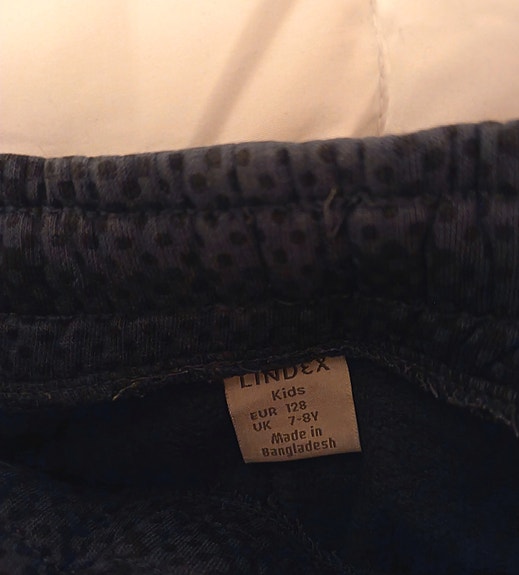 LINDEX
Kids
EUR 128
UK 7-8Y
Made in
Bangladesh